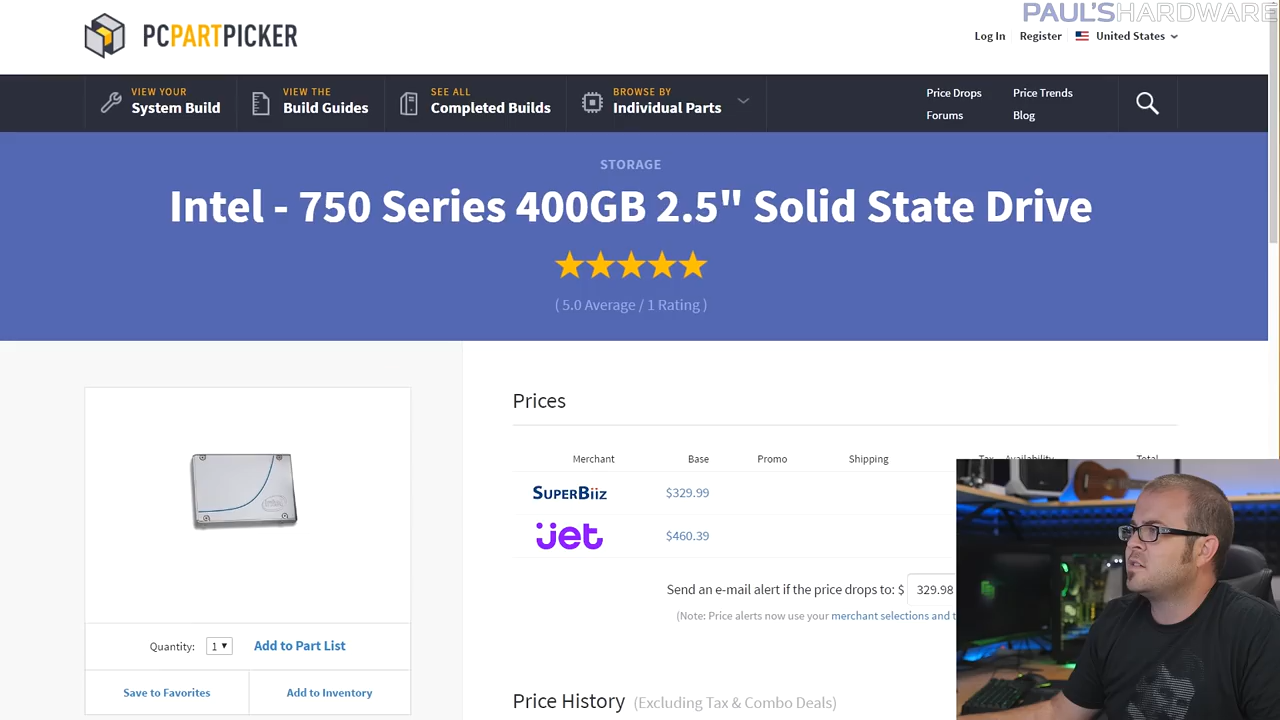 PAUL'SHARDWARE
PCPARTPICKER
Log In
Register
United States
VIEW YOUR
System Build
VIEW THE
Build Guides
SEE ALL
Completed Builds
BROWSE BY
Individual Parts
Price Drops
Price Trends
Forums
Blog
STORAGE
Intel - 750 Series 400GB 2.5" Solid State Drive
( 5.0 Average / 1 Rating )
Prices
Merchant Base Promo Shipping Tax Availability Total
SUPERBiiz $329.99
jet $460.39
Send an e-mail alert if the price drops to: $ 329.98
(Note: Price alerts now use your merchant selections and
Quantity: 1 Add to Part List
Save to Favorites
Add to Inventory
Price History (Excluding Tax & Combo Deals)